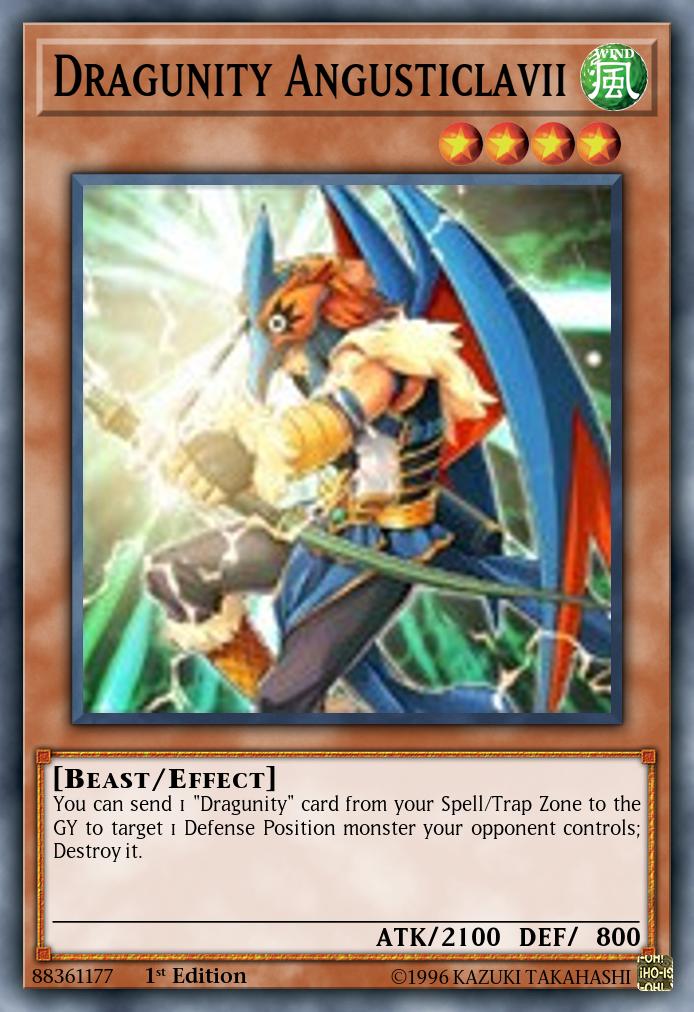 Dragunity Angusticlavii
WIND
風
[Beast/Effect]
You can send 1 "Dragunity" card from your Spell/Trap Zone to the
GY to target 1 Defense Position monster your opponent controls;
Destroy it.
ATK/2100 DEF/ 800
88361177 1st Edition ©1996 KAZUKI TAKAHASHI